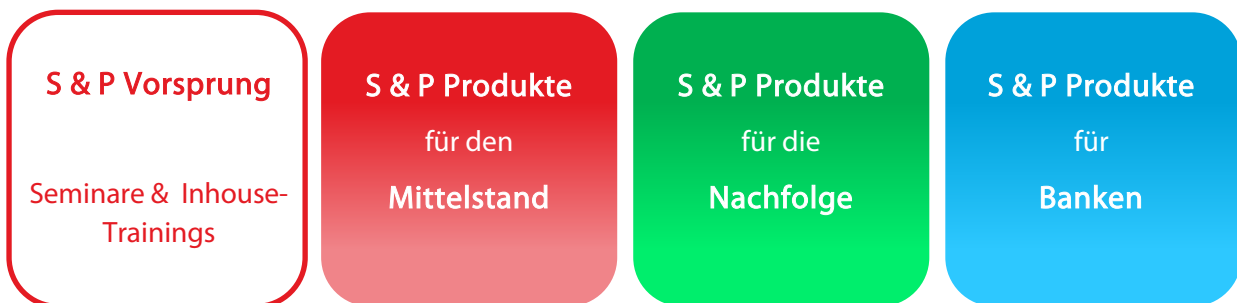 S & P Vorsprung
Seminare & Inhouse-
Trainings
S & P Produkte
für den
Mittelstand
S & P Produkte
für die
Nachfolge
S & P Produkte
für
Banken